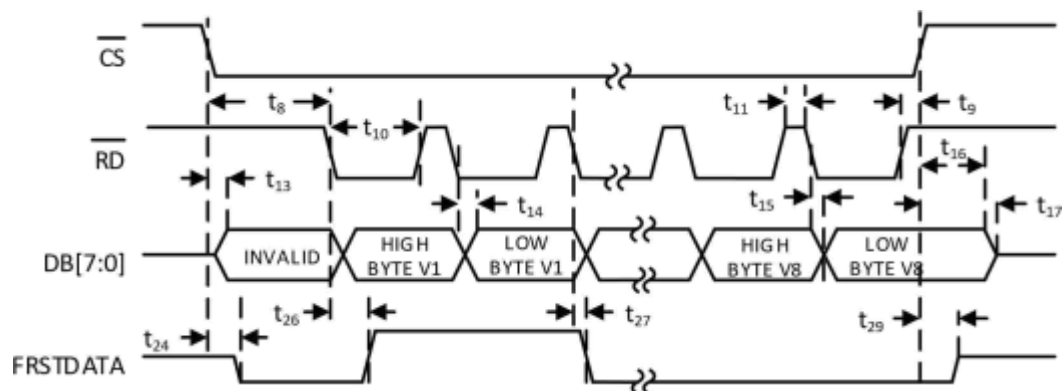 CS
t8
t11
t9
t10
RD
t16
t13
t14
t15
t17
DB[7:0]
INVALID
HIGH
BYTE V1
LOW
BYTE V1
HIGH
BYTE V8
LOW
BYTE V8
t26
t27
t29
t24
FRSTDATA